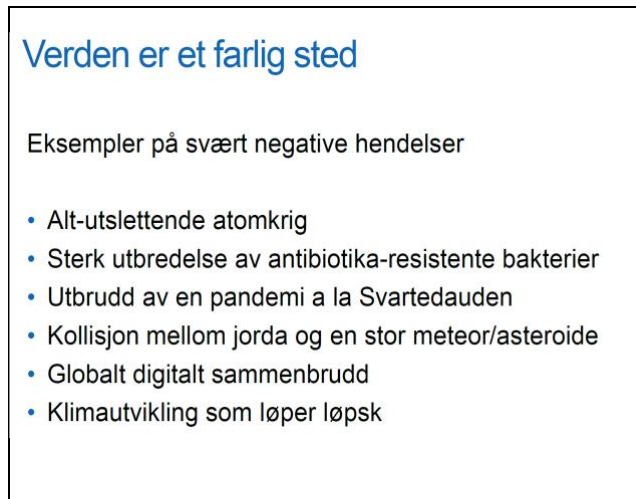 Verden er et farlig sted
Eksempler på svært negative hendelser
• Alt-utslettende atomkrig
• Sterk utbredelse av antibiotika-resistente bakterier
• Utbrudd av en pandemi a la Svartedauden
• Kollisjon mellom jorda og en stor meteor/asteroide
• Globalt digitalt sammenbrudd
• Klimautvikling som løper løpsk